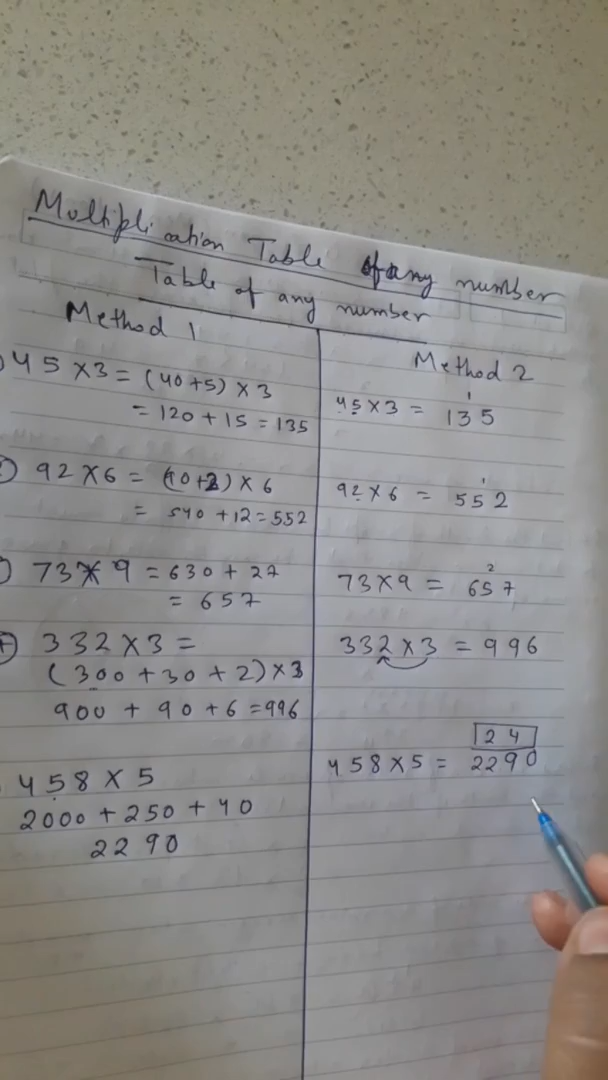 Multiplication Table of any number
Table of any number
Method 1
45 × 3 = (40+5) × 3
= 120 + 15 = 135
92 × 6 = (90+2) × 6
= 540 + 12 = 552
73 × 9 = 630 + 27
= 657
332 × 3 =
(300 + 30 + 2) × 3
900 + 90 + 6 = 996
458 × 5
2000 + 250 + 40
2290
Method 2
1
45 × 3 = 135
1
92 × 6 = 552
2
73 × 9 = 657
332 × 3 = 996
2 4
458 × 5 = 2290